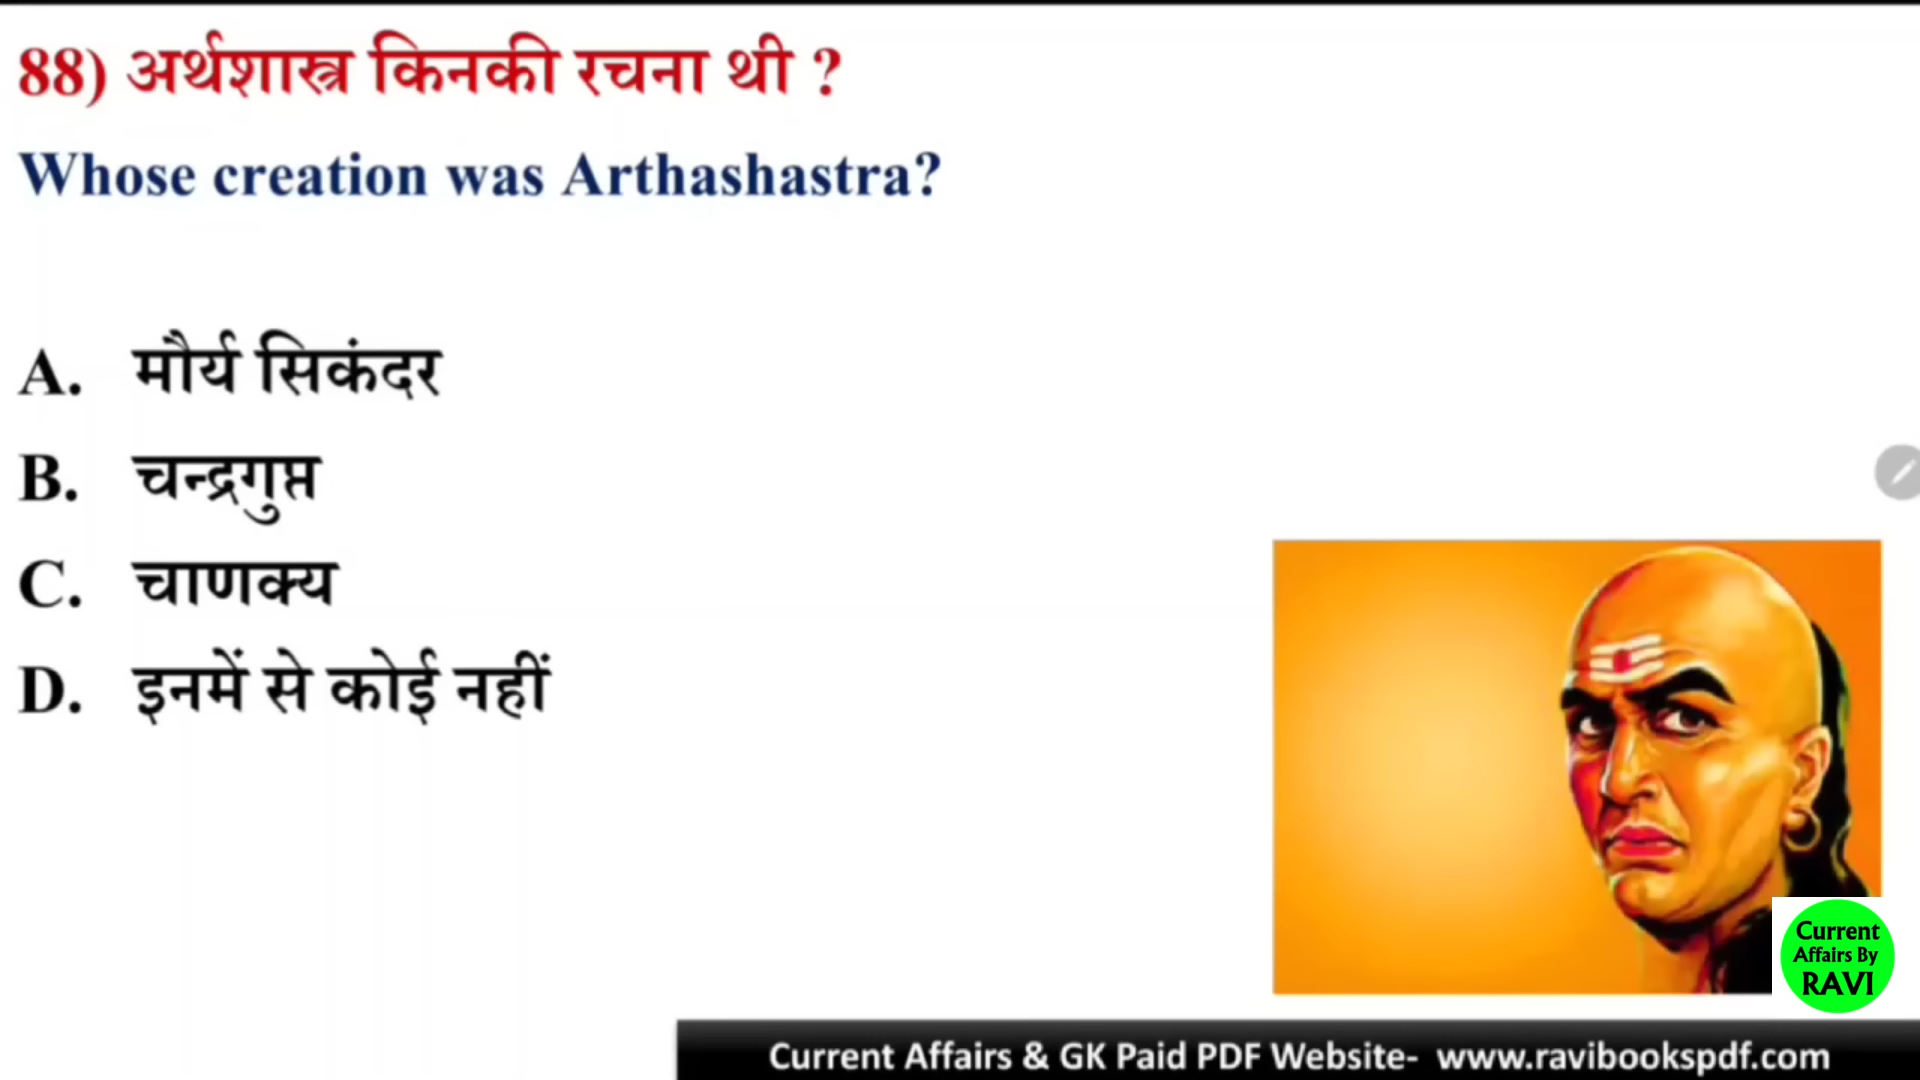 88) अर्थशास्त्र किनकी रचना थी ?
Whose creation was Arthashastra?
A. मौर्य सिकंदर
B. चन्द्रगुप्त
C. चाणक्य
D. इनमें से कोई नहीं
Current
Affairs By
RAVI
Current Affairs & GK Paid PDF Website- www.ravibookspdf.com